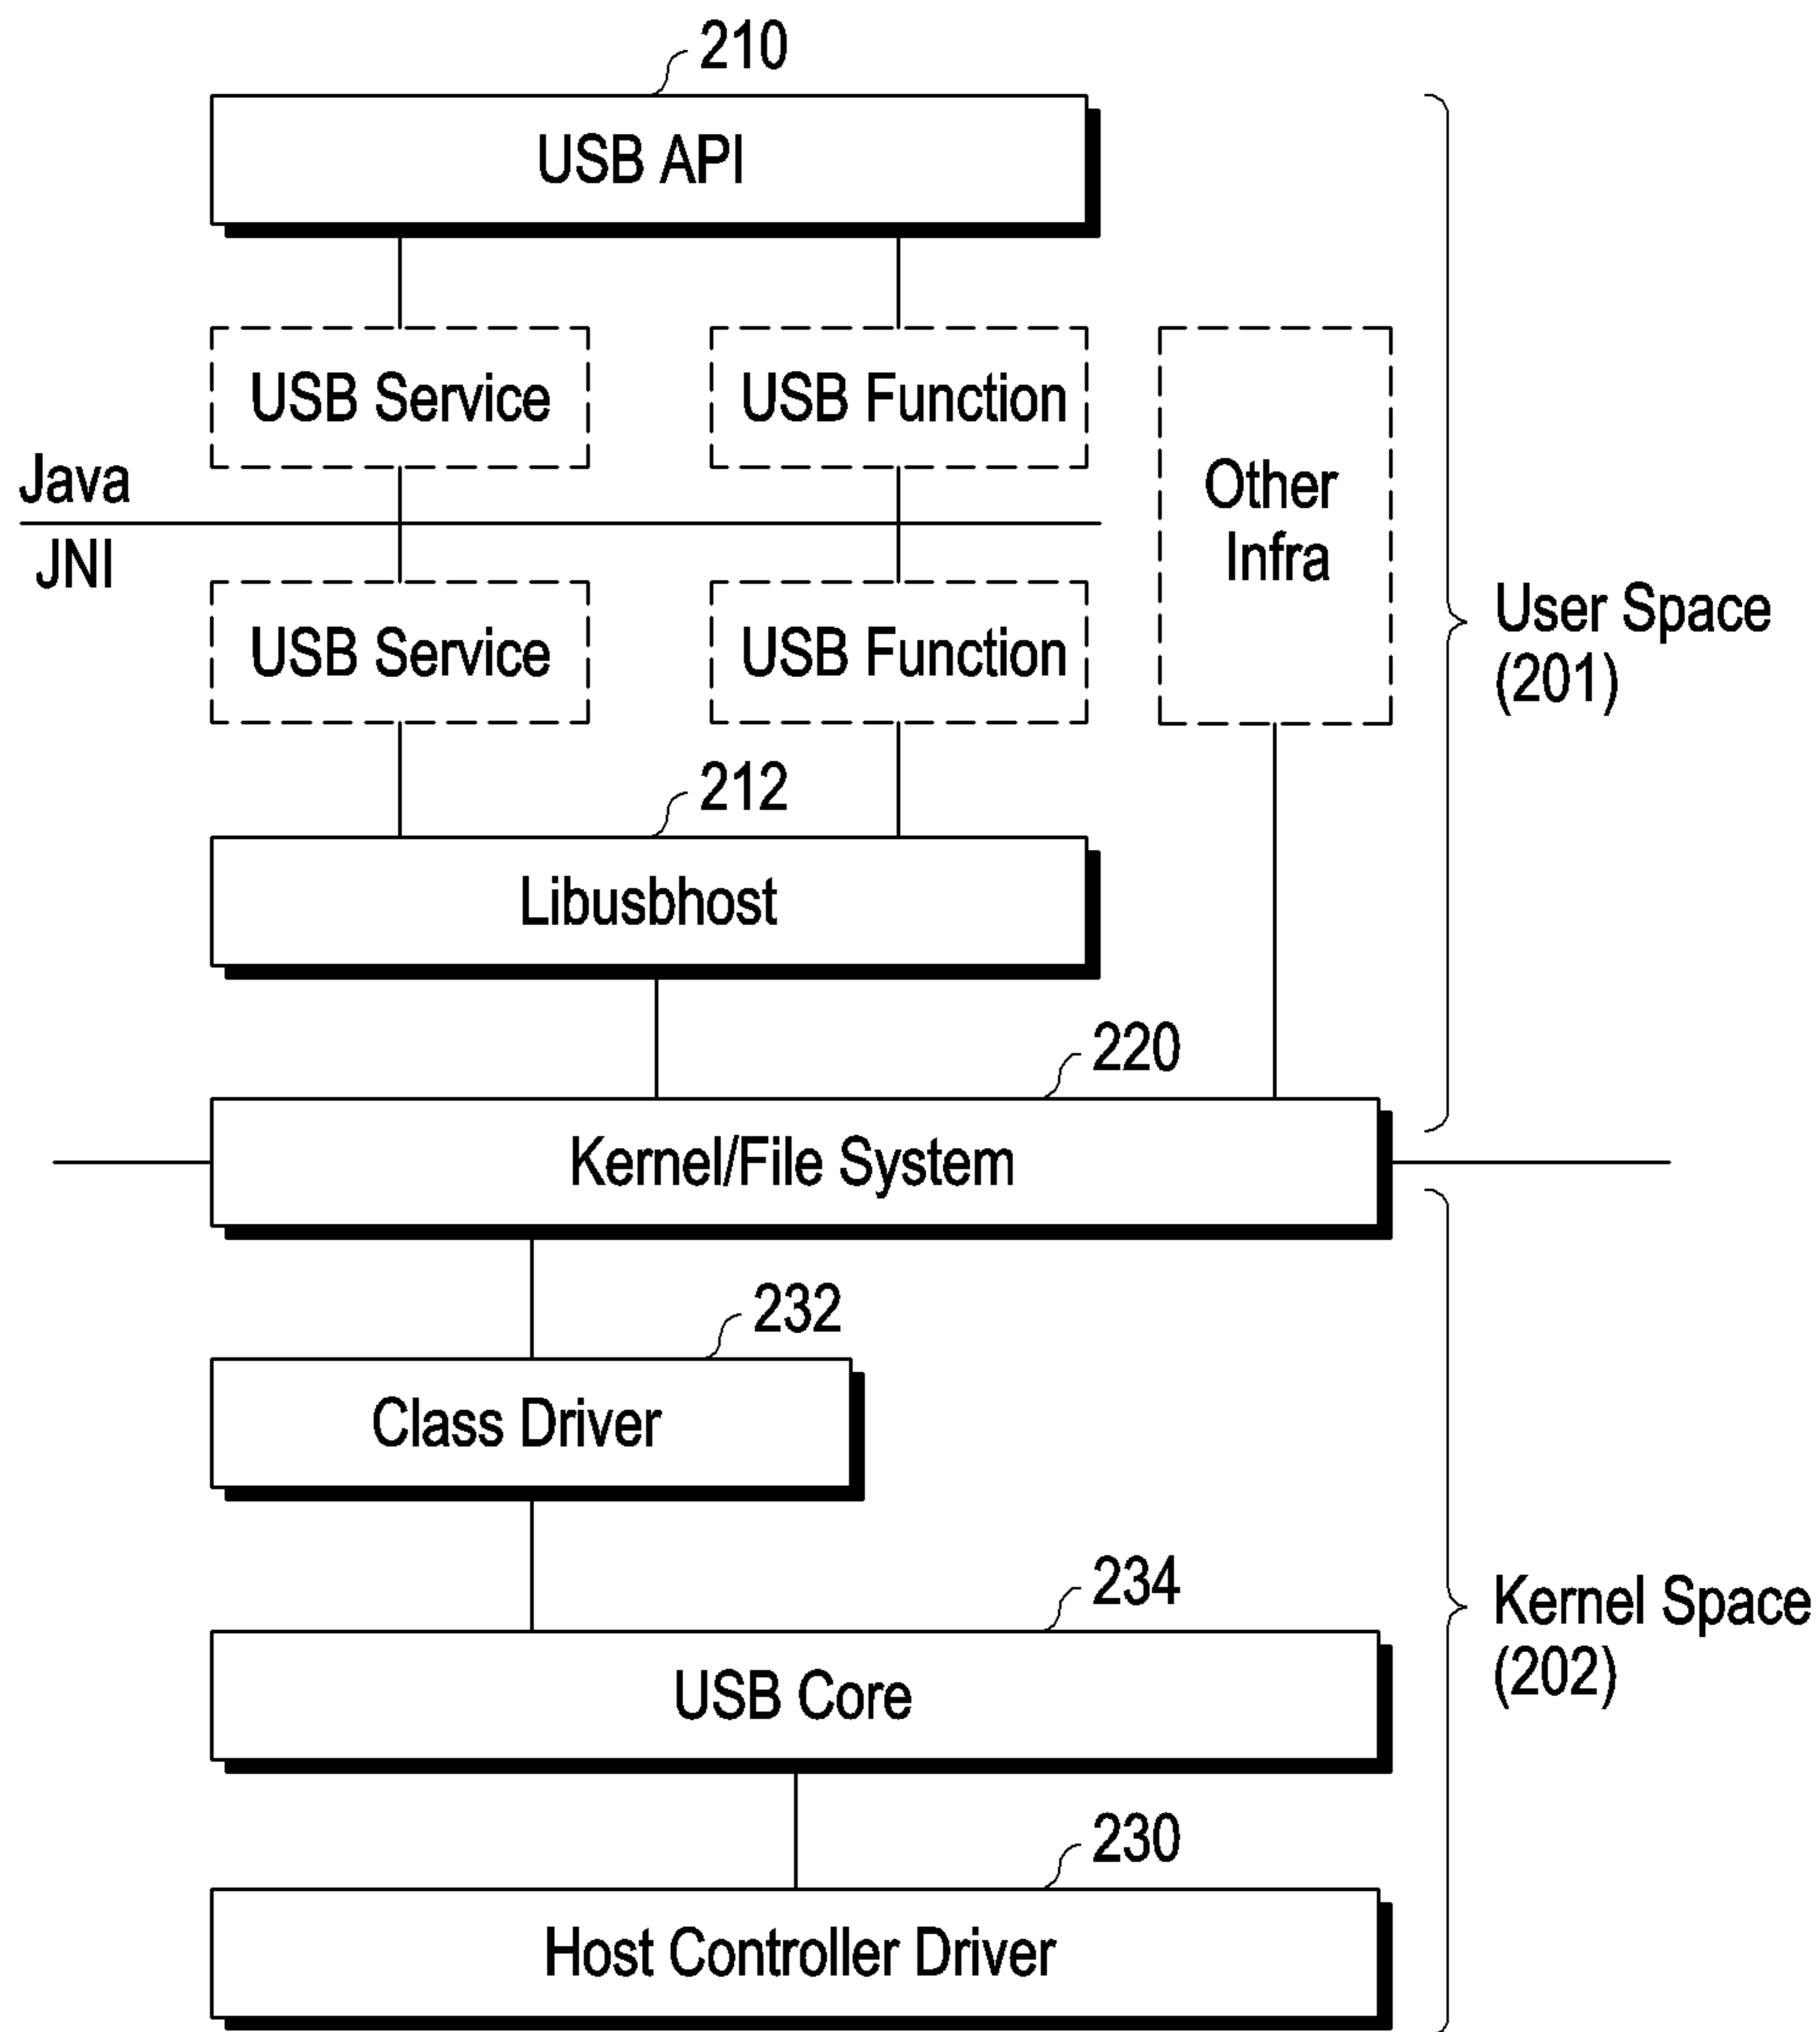 210
USB API
USB Service
USB Function
Java
JNI
Other
Infra
USB Service
USB Function
User Space
(201)
212
Libusbhost
220
Kernel/File System
232
Class Driver
234
USB Core
Kernel Space
(202)
230
Host Controller Driver